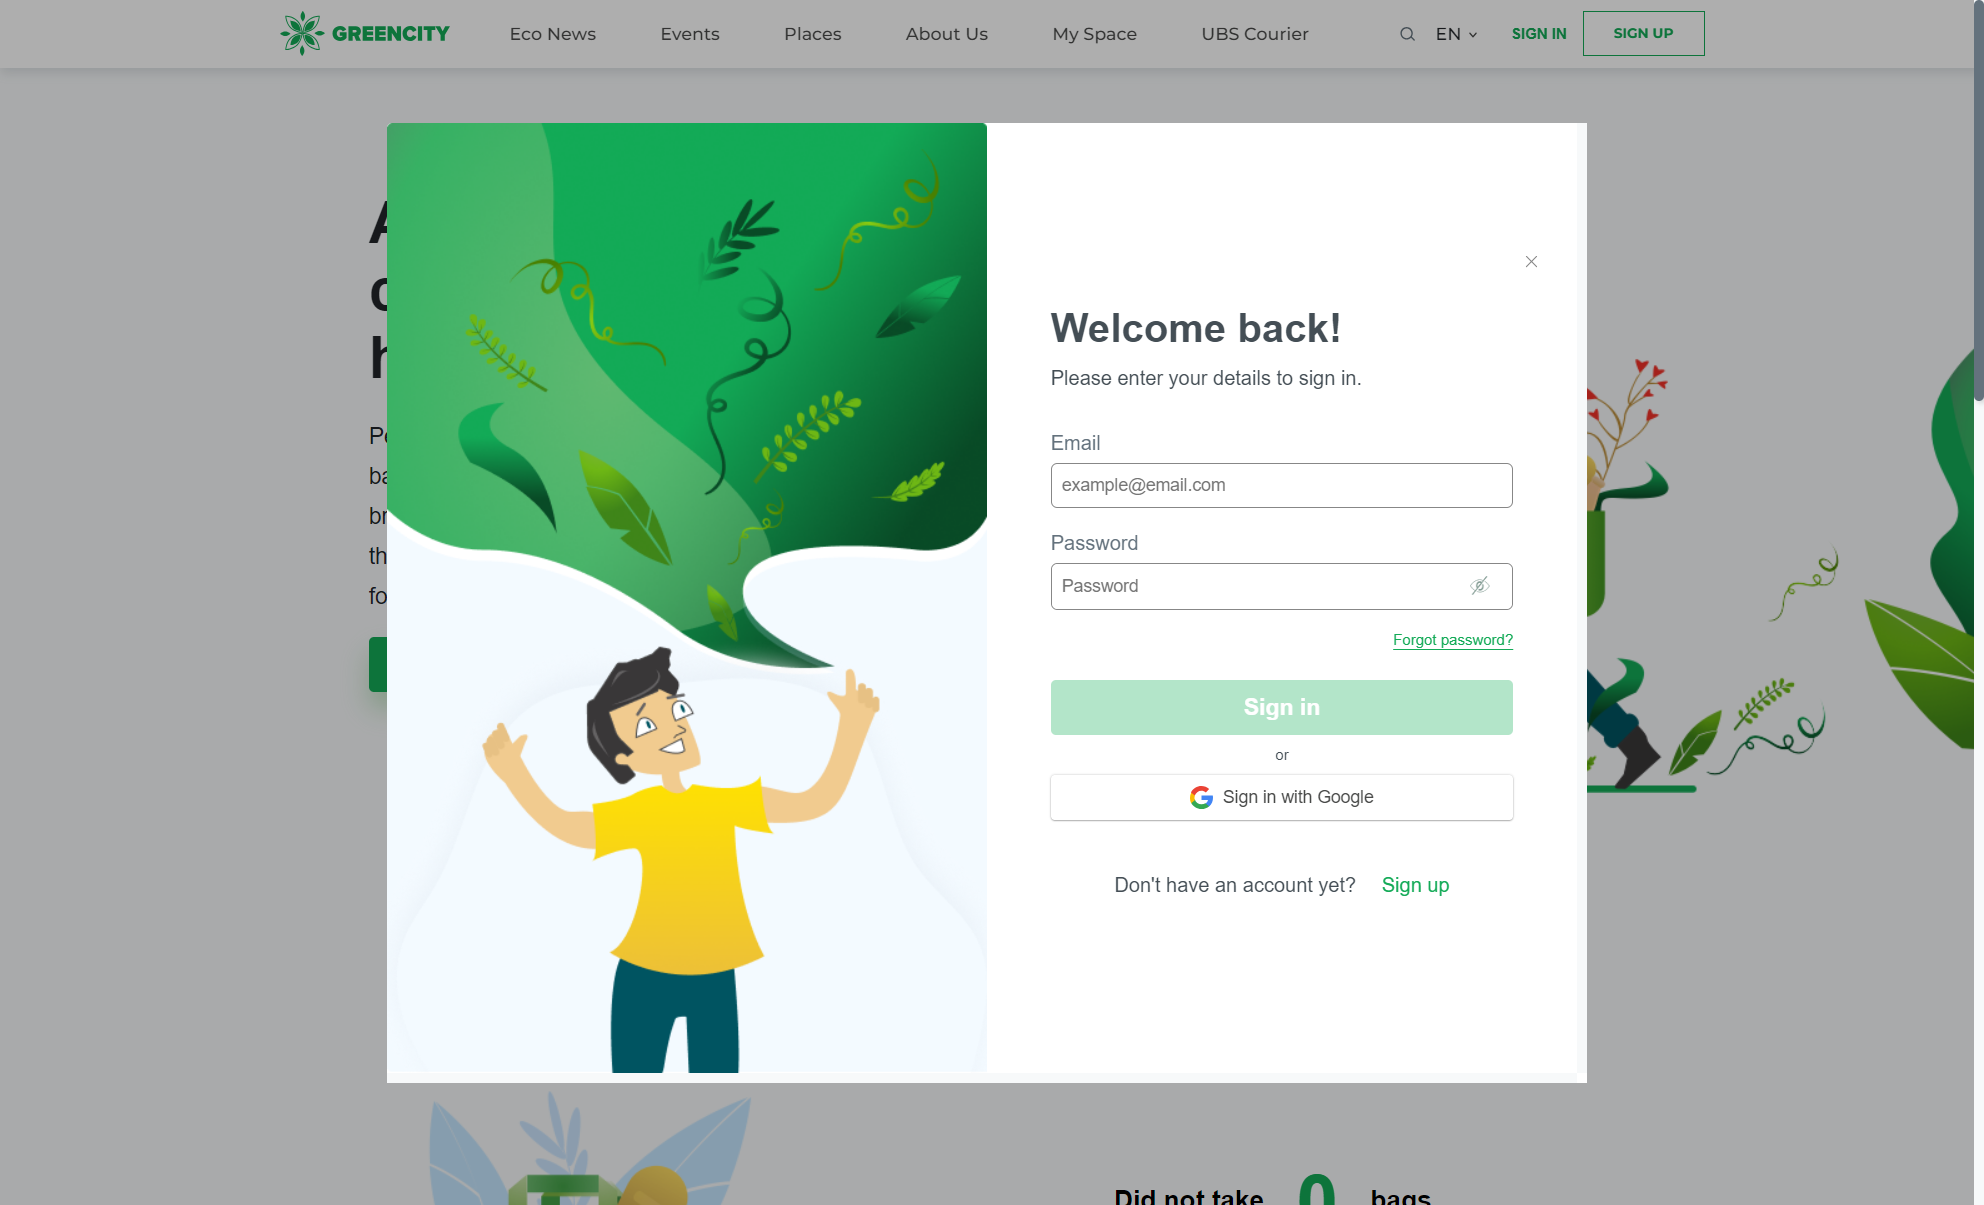 GREENCITY
Eco News
Events
Places
About Us
My Space
UBS Courier
EN
SIGN IN
SIGN UP
Welcome back!
Please enter your details to sign in.
Email
example@email.com
Password
Password
Forgot password?
Sign in
or
Sign in with Google
Don't have an account yet? Sign up
Did not take 0 bags